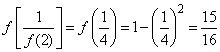 f[1/f(2)] = f(1/4) = 1 − (1/4)² = 15/16